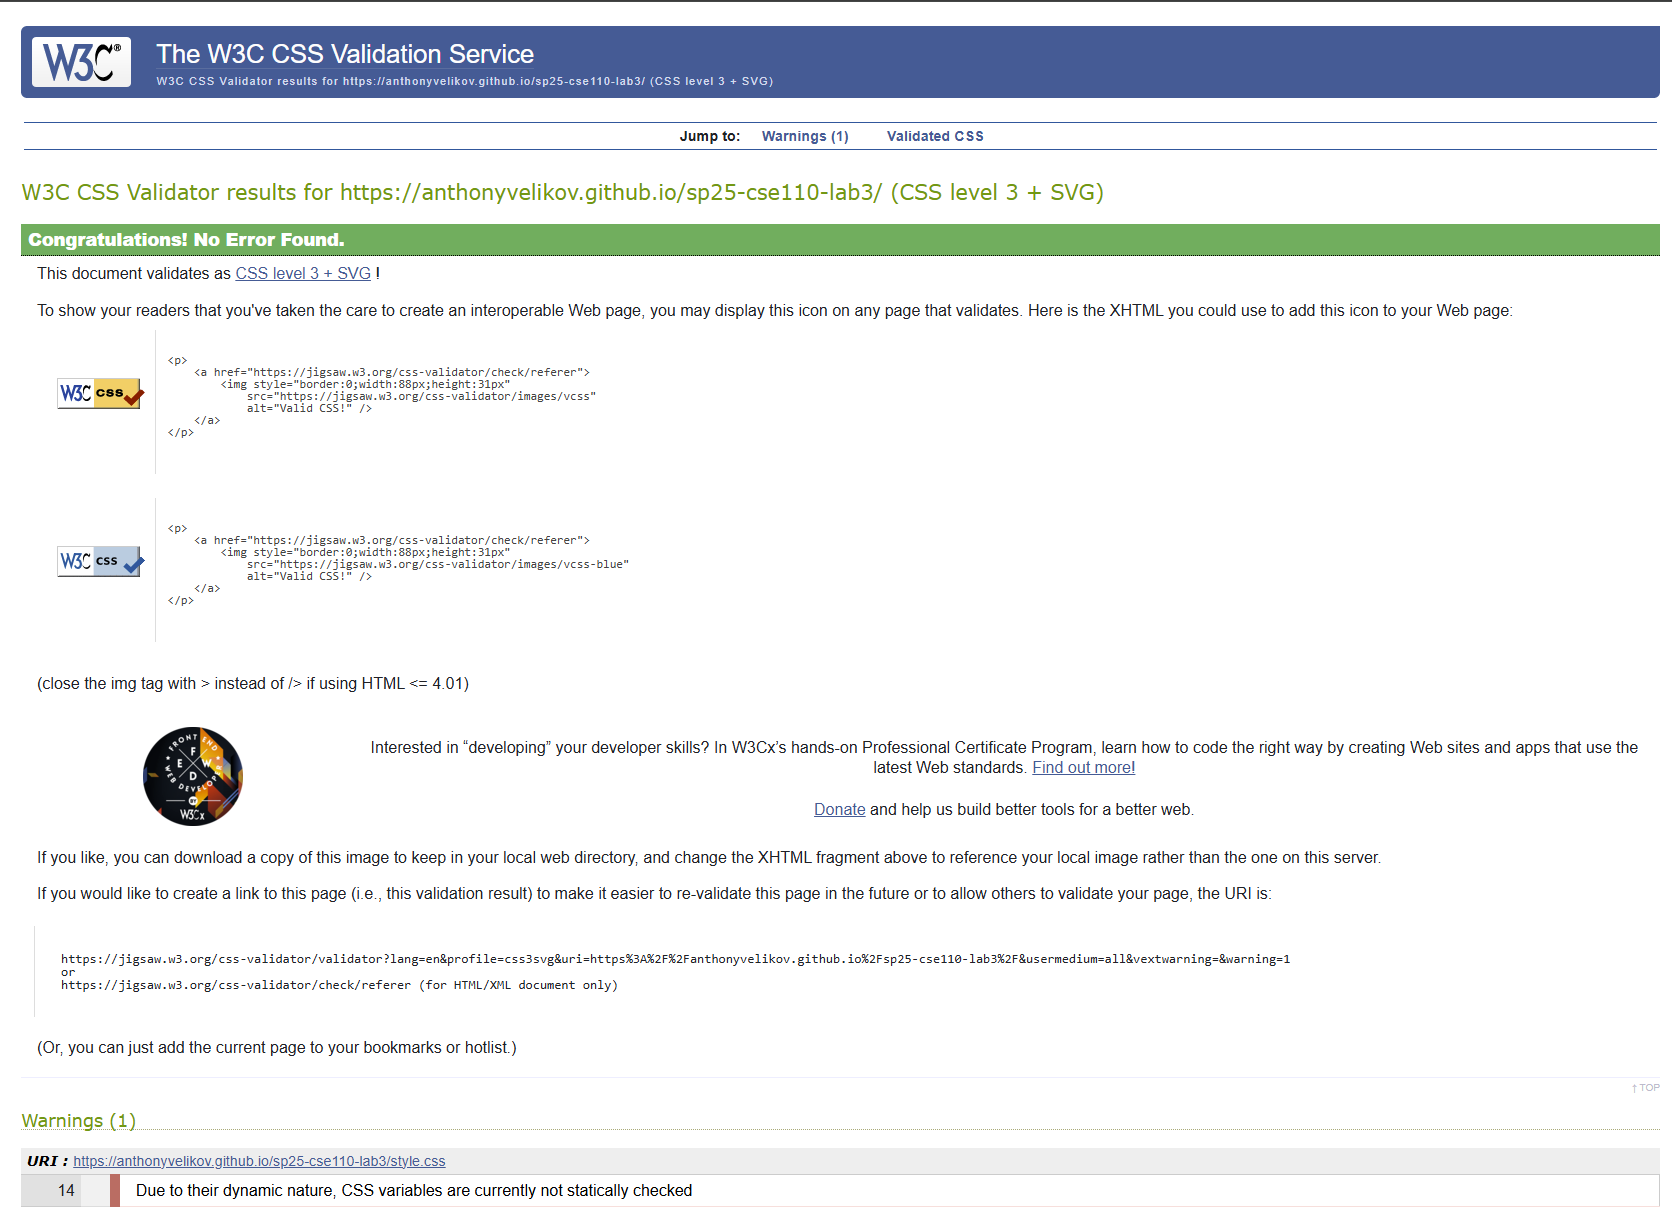 W3C®
The W3C CSS Validation Service
W3C CSS Validator results for https://anthonyvelikov.github.io/sp25-cse110-lab3/ (CSS level 3 + SVG)
Jump to: Warnings (1) Validated CSS
W3C CSS Validator results for https://anthonyvelikov.github.io/sp25-cse110-lab3/ (CSS level 3 + SVG)
Congratulations! No Error Found.
This document validates as CSS level 3 + SVG !
To show your readers that you've taken the care to create an interoperable Web page, you may display this icon on any page that validates. Here is the XHTML you could use to add this icon to your Web page:
W3C css
<p>
<a href="https://jigsaw.w3.org/css-validator/check/referer">
<img style="border:0;width:88px;height:31px"
src="https://jigsaw.w3.org/css-validator/images/vcss"
alt="Valid CSS!" />
</a>
</p>
W3C css
<p>
<a href="https://jigsaw.w3.org/css-validator/check/referer">
<img style="border:0;width:88px;height:31px"
src="https://jigsaw.w3.org/css-validator/images/vcss-blue"
alt="Valid CSS!" />
</a>
</p>
(close the img tag with > instead of /> if using HTML <= 4.01)
FRONT END
F
E W
D
WEB DEVELOPER
BY
W3Cx
Interested in “developing” your developer skills? In W3Cx’s hands-on Professional Certificate Program, learn how to code the right way by creating Web sites and apps that use the
latest Web standards. Find out more!
Donate and help us build better tools for a better web.
If you like, you can download a copy of this image to keep in your local web directory, and change the XHTML fragment above to reference your local image rather than the one on this server.
If you would like to create a link to this page (i.e., this validation result) to make it easier to re-validate this page in the future or to allow others to validate your page, the URI is:
https://jigsaw.w3.org/css-validator/validator?lang=en&profile=css3svg&uri=https%3A%2F%2Fanthonyvelikov.github.io%2Fsp25-cse110-lab3%2F&usermedium=all&vextwarning=&warning=1
or
https://jigsaw.w3.org/css-validator/check/referer (for HTML/XML document only)
(Or, you can just add the current page to your bookmarks or hotlist.)
↑ TOP
Warnings (1)
URI : https://anthonyvelikov.github.io/sp25-cse110-lab3/style.css
14 Due to their dynamic nature, CSS variables are currently not statically checked